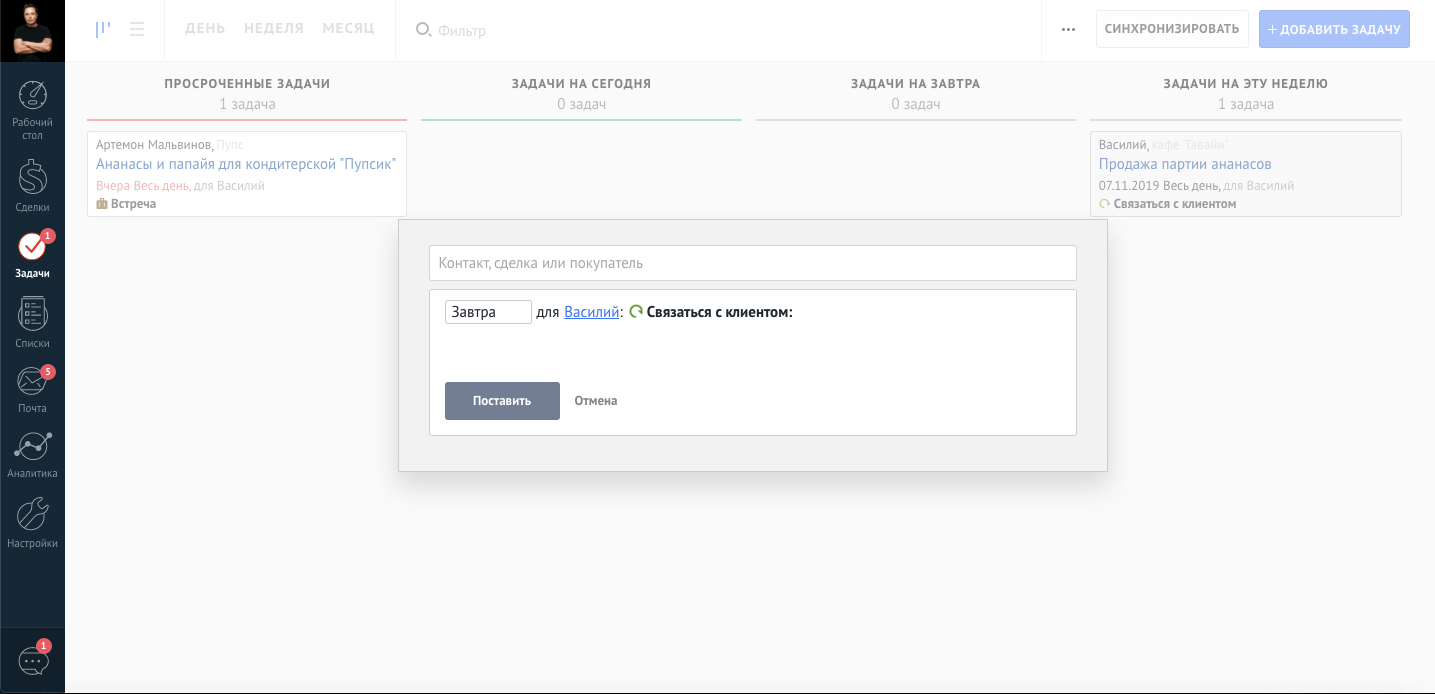 ДЕНЬ НЕДЕЛЯ МЕСЯЦ
Фильтр
СИНХРОНИЗИРОВАТЬ
ДОБАВИТЬ ЗАДАЧУ
Рабочий
стол
Сделки
1
Задачи
Списки
5
Почта
Аналитика
Настройки
1
ПРОСРОЧЕННЫЕ ЗАДАЧИ
1 задача
Артемон Мальвинов, Пупс
Ананасы и папайя для кондитерской "Пупсик"
Вчера Весь день, для Василий
Встреча
ЗАДАЧИ НА СЕГОДНЯ
0 задач
ЗАДАЧИ НА ЗАВТРА
0 задач
ЗАДАЧИ НА ЭТУ НЕДЕЛЮ
1 задача
Василий, кафе "Гавайи"
Продажа партии ананасов
07.11.2019 Весь день, для Василий
Связаться с клиентом
Контакт, сделка или покупатель
Завтра для Василий: Связаться с клиентом:
Поставить Отмена